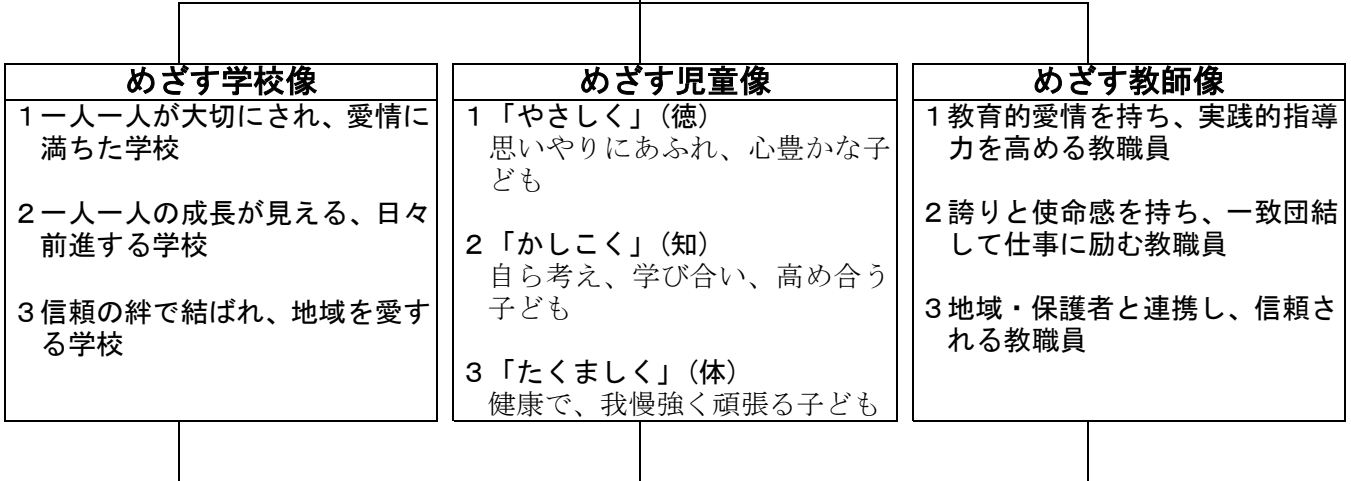 めざす学校像
1一人一人が大切にされ、愛情に
満ちた学校
2一人一人の成長が見える、日々
前進する学校
3信頼の絆で結ばれ、地域を愛す
る学校
めざす児童像
1「やさしく」(徳)
思いやりにあふれ、心豊かな子
ども
2「かしこく」(知)
自ら考え、学び合い、高め合う
子ども
3「たくましく」(体)
健康で、我慢強く頑張る子ども
めざす教師像
1教育的愛情を持ち、実践的指導
力を高める教職員
2誇りと使命感を持ち、一致団結
して仕事に励む教職員
3地域・保護者と連携し、信頼さ
れる教職員